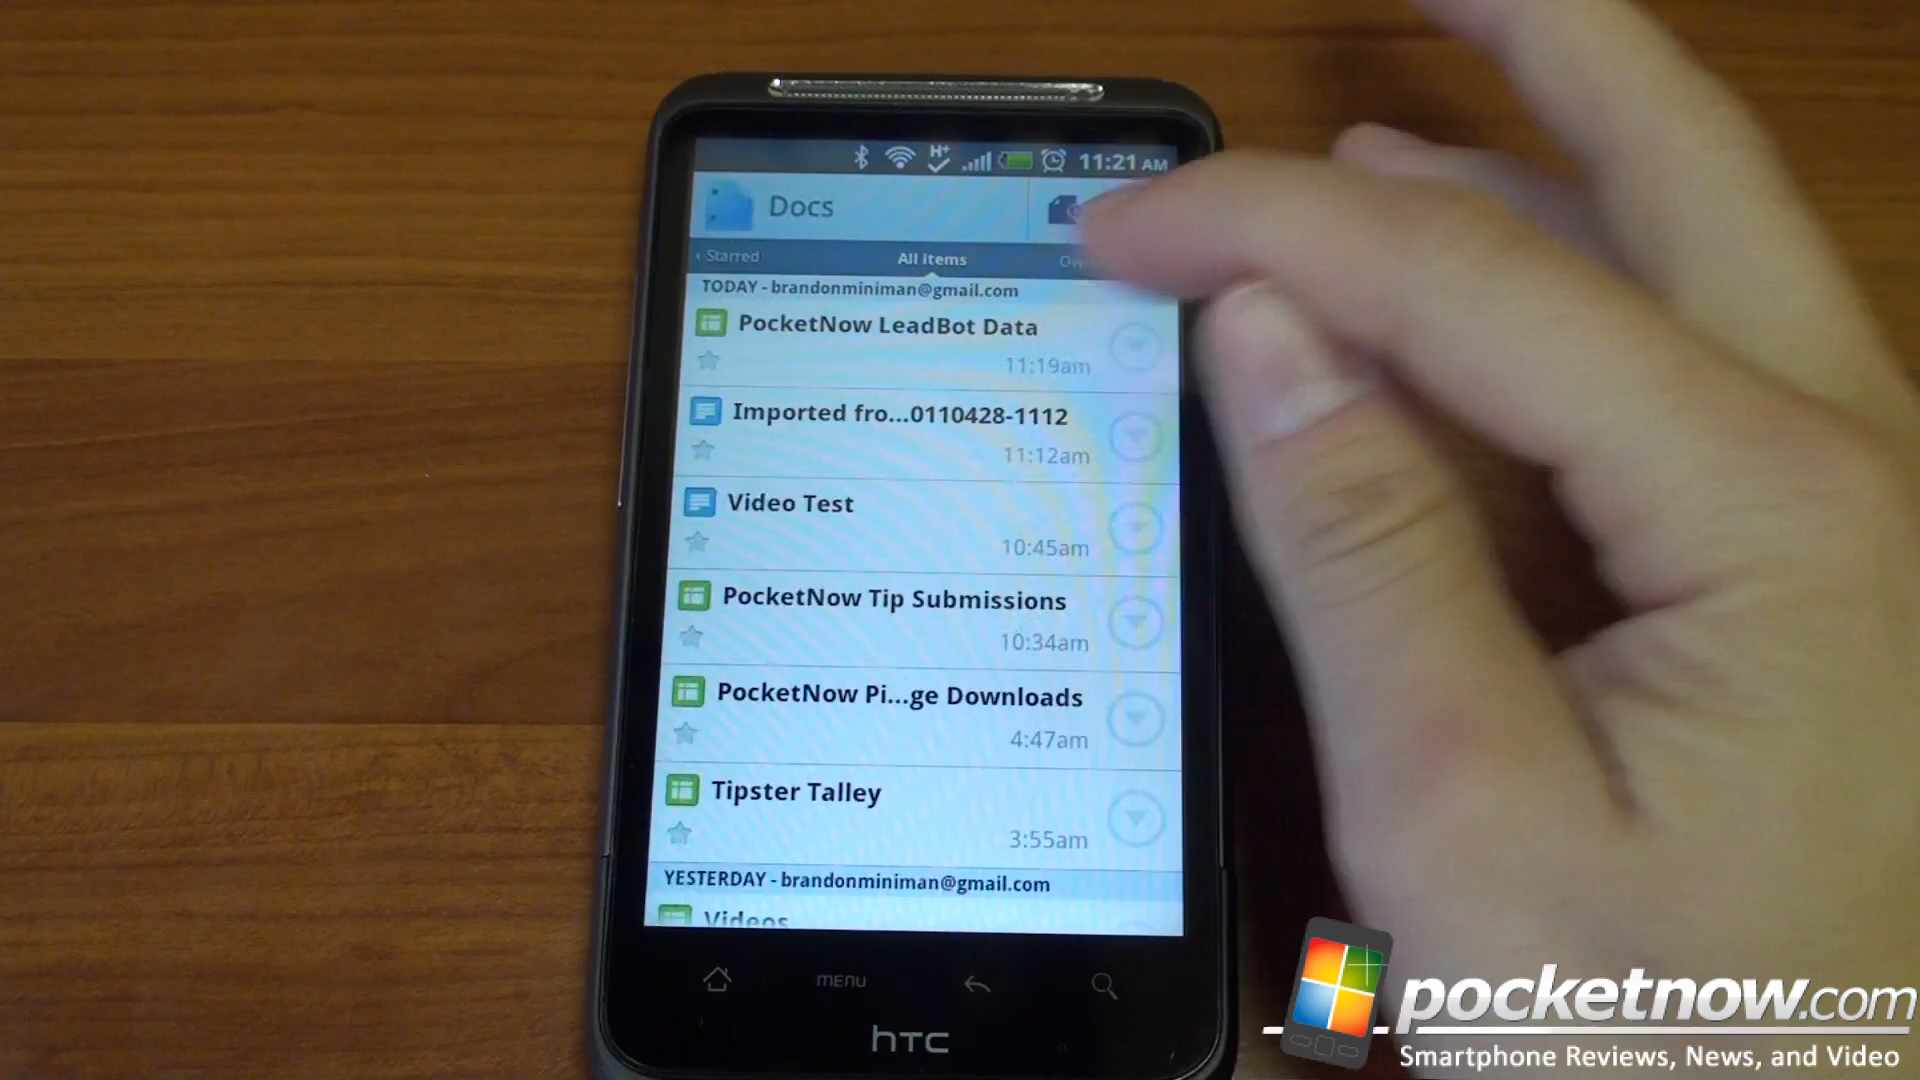 H+ 11:21 AM
Docs
Starred All items
TODAY - brandonminiman@gmail.com
PocketNow LeadBot Data
11:19am
Imported fro...0110428-1112
11:12am
Video Test
10:45am
PocketNow Tip Submissions
10:34am
PocketNow Pi...ge Downloads
4:47am
Tipster Talley
3:55am
YESTERDAY - brandonminiman@gmail.com
Videos
MENU
hTC
pocketnow.com
Smartphone Reviews, News, and Video